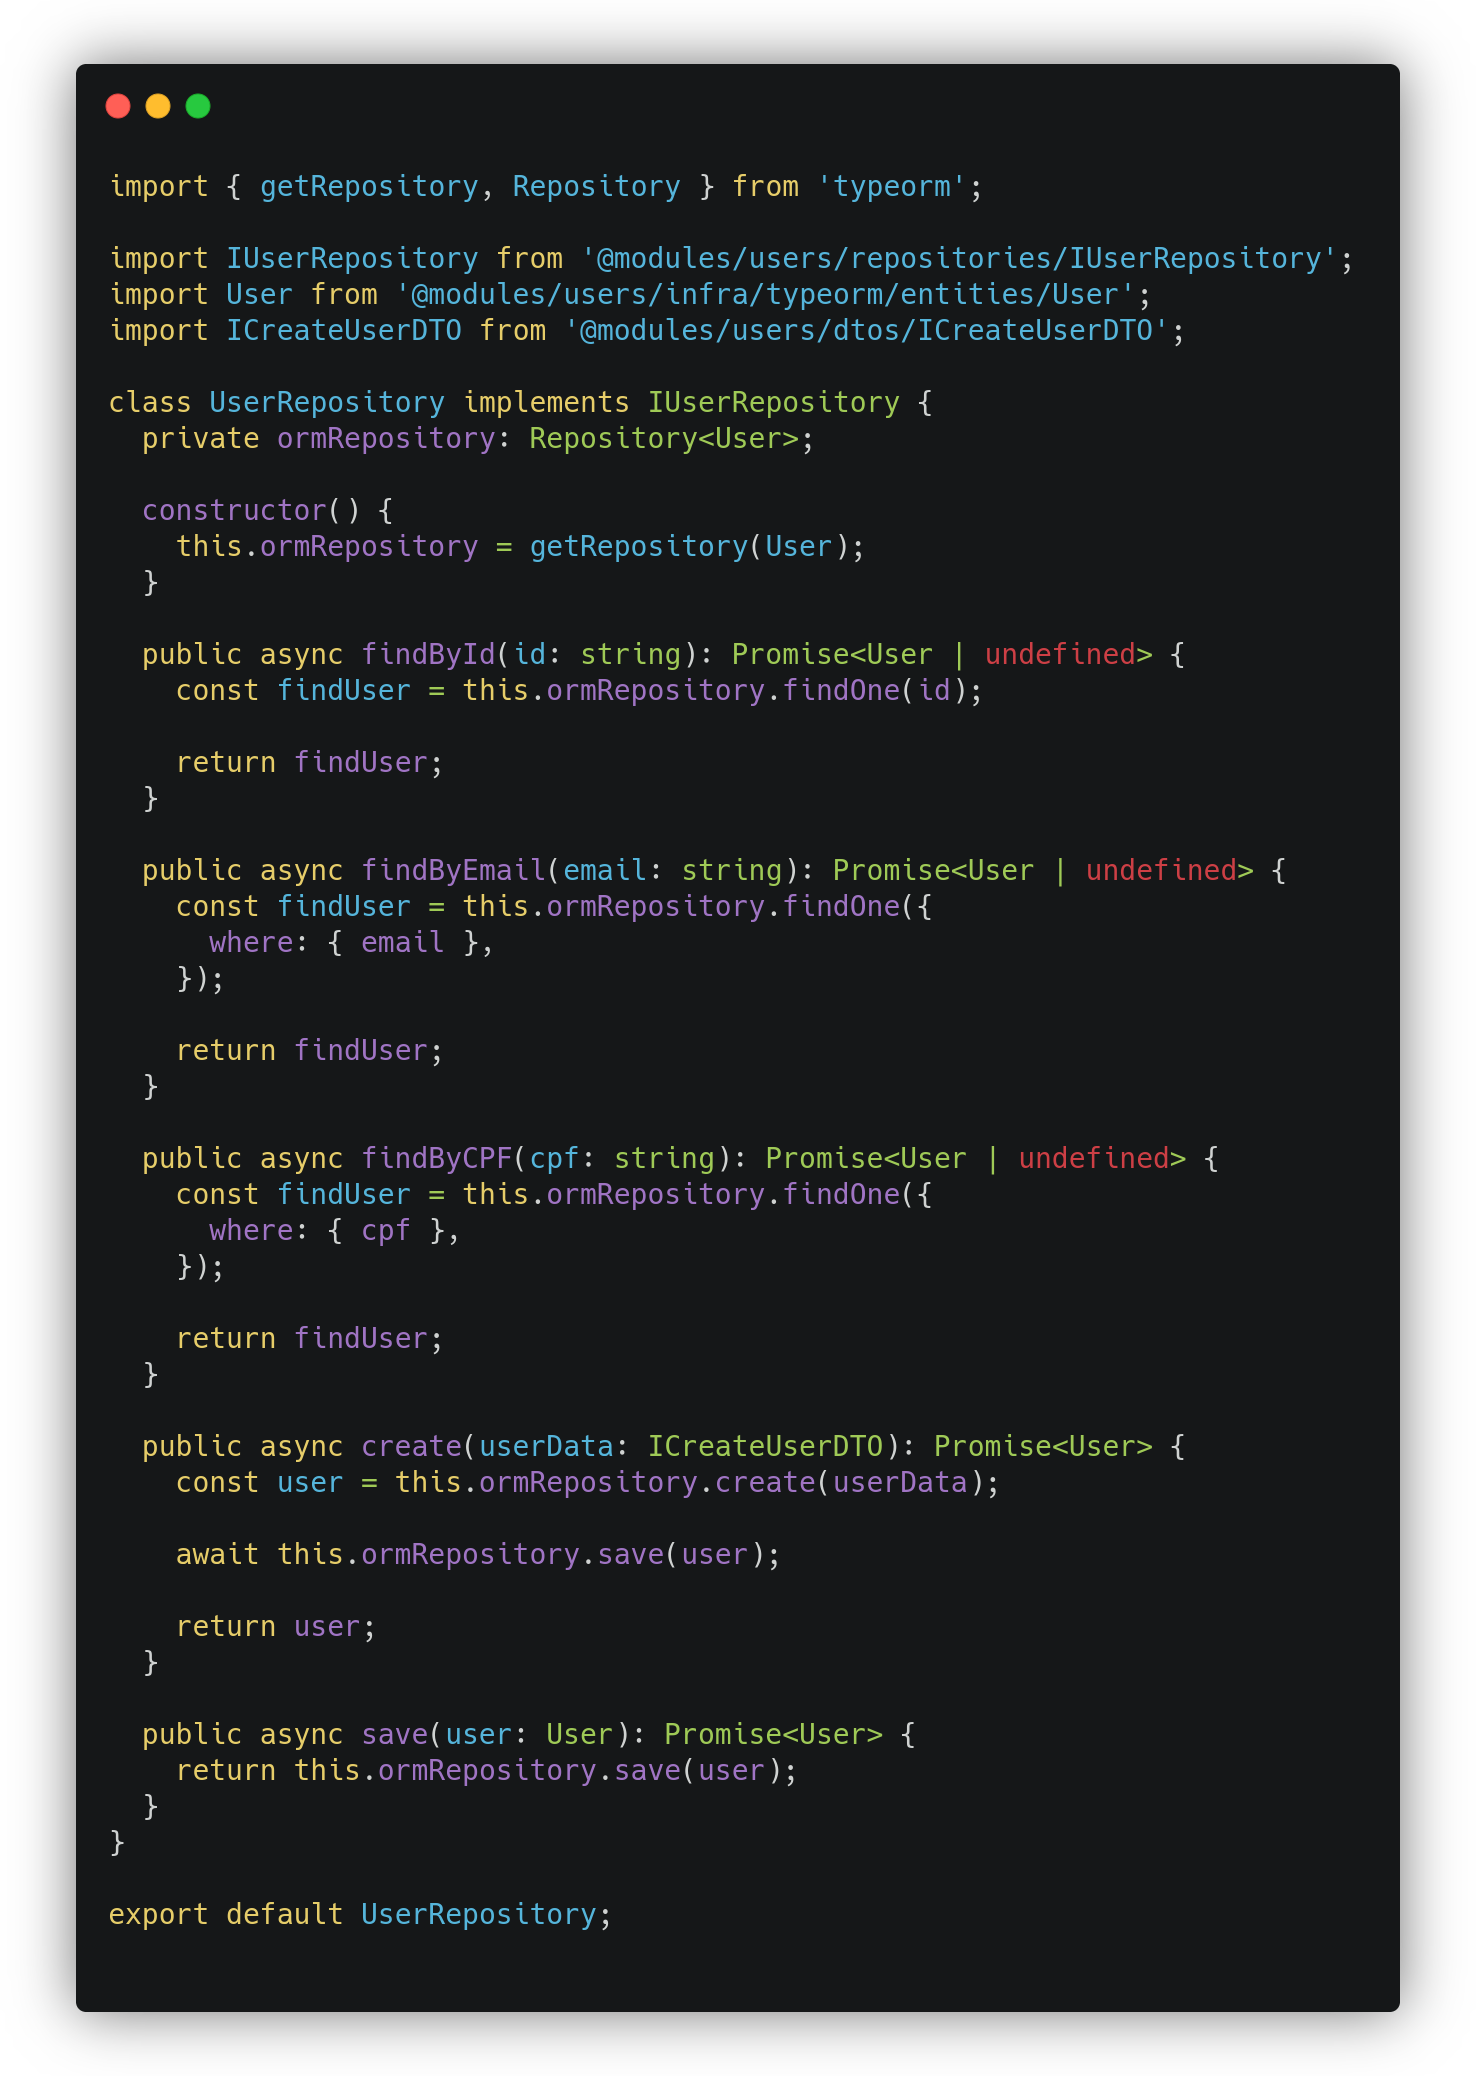 import { getRepository, Repository } from 'typeorm';

import IUserRepository from '@modules/users/repositories/IUserRepository';
import User from '@modules/users/infra/typeorm/entities/User';
import ICreateUserDTO from '@modules/users/dtos/ICreateUserDTO';

class UserRepository implements IUserRepository {
  private ormRepository: Repository<User>;

  constructor() {
    this.ormRepository = getRepository(User);
  }

  public async findById(id: string): Promise<User | undefined> {
    const findUser = this.ormRepository.findOne(id);

    return findUser;
  }

  public async findByEmail(email: string): Promise<User | undefined> {
    const findUser = this.ormRepository.findOne({
      where: { email },
    });

    return findUser;
  }

  public async findByCPF(cpf: string): Promise<User | undefined> {
    const findUser = this.ormRepository.findOne({
      where: { cpf },
    });

    return findUser;
  }

  public async create(userData: ICreateUserDTO): Promise<User> {
    const user = this.ormRepository.create(userData);

    await this.ormRepository.save(user);

    return user;
  }

  public async save(user: User): Promise<User> {
    return this.ormRepository.save(user);
  }
}

export default UserRepository;